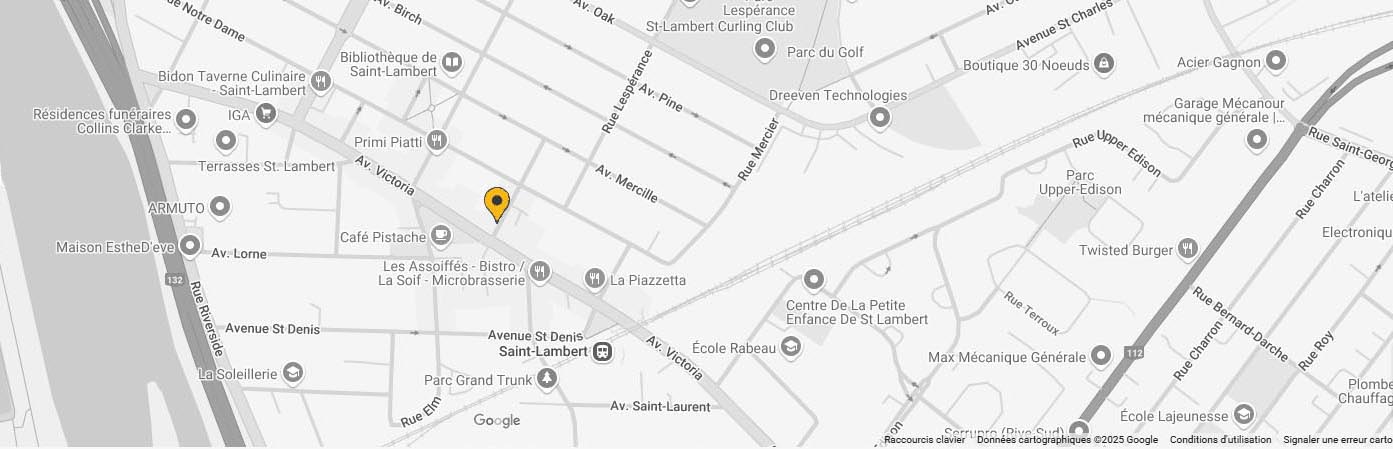 Rue Notre Dame
Av. Birch
Av. Oak
Lespérance
St-Lambert Curling Club
Parc du Golf
Avenue St Charles
Bibliothèque de
Saint-Lambert
Bidon Taverne Culinaire
- Saint-Lambert
Rue Lespérance
Av. Pine
Boutique 30 Noeuds
Acier Gagnon
Dreeven Technologies
Garage Mécanour
mécanique générale |...
Résidences funéraires
Collins Clarke...
IGA
Primi Piatti
Terrasses St. Lambert
Av. Victoria
Av. Mercille
Rue Mercier
Rue Upper Edison
Rue Saint-Georg
Parc
Upper-Edison
Rue Charron
L'atelie
ARMUTO
Maison EstheD'eve
Café Pistache
Electronique
Twisted Burger
Av. Lorne
Les Assoiffés - Bistro /
La Soif - Microbrasserie
La Piazzetta
132
Rue Riverside
Centre De La Petite
Enfance De St Lambert
Rue Terroux
Rue Bernard-Darche
Avenue St Denis
Avenue St Denis
Saint-Lambert
Av. Victoria
École Rabeau
Max Mécanique Générale
112
Rue Charron
Rue Roy
La Soleillerie
Parc Grand Trunk
Rue Elm
Av. Saint-Laurent
Plombe
Chauffag
École Lajeunesse
Google
Raccourcis clavier
Données cartographiques ©2025 Google
Conditions d'utilisation
Signaler une erreur carto